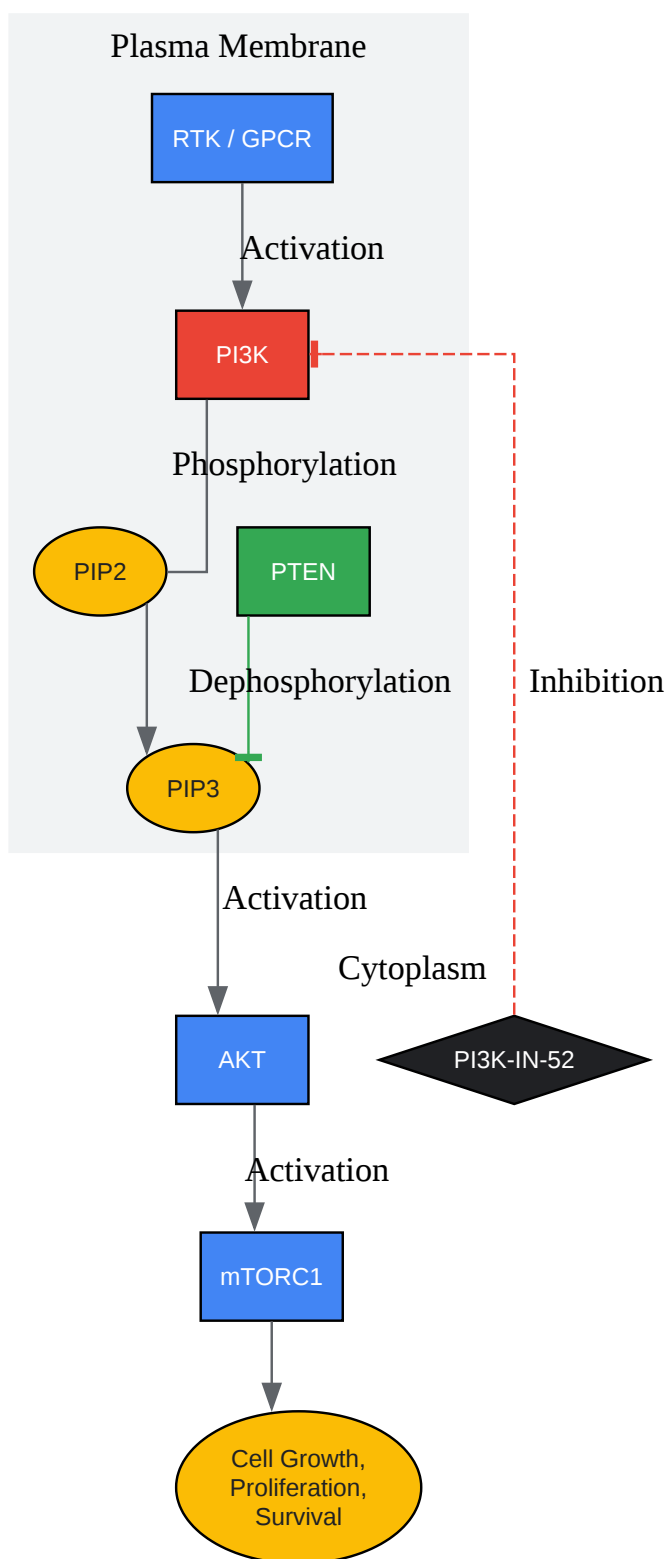 Plasma Membrane
RTK / GPCR
Activation
PI3K
Phosphorylation
PIP2
PTEN
Dephosphorylation
Inhibition
PIP3
Activation
Cytoplasm
AKT
PI3K-IN-52
Activation
mTORC1
Cell Growth,
Proliferation,
Survival